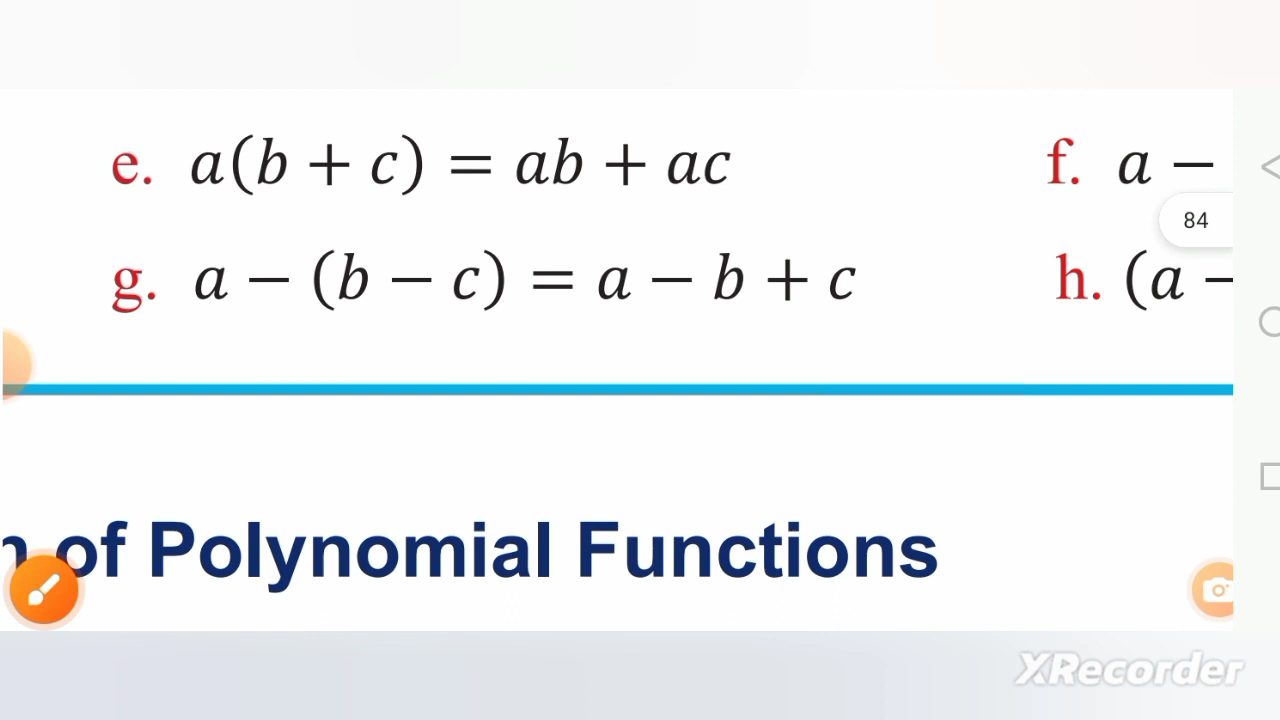 e. a(b + c) = ab + ac f. a −
84
g. a − (b − c) = a − b + c h. (a −
of Polynomial Functions
XRecorder